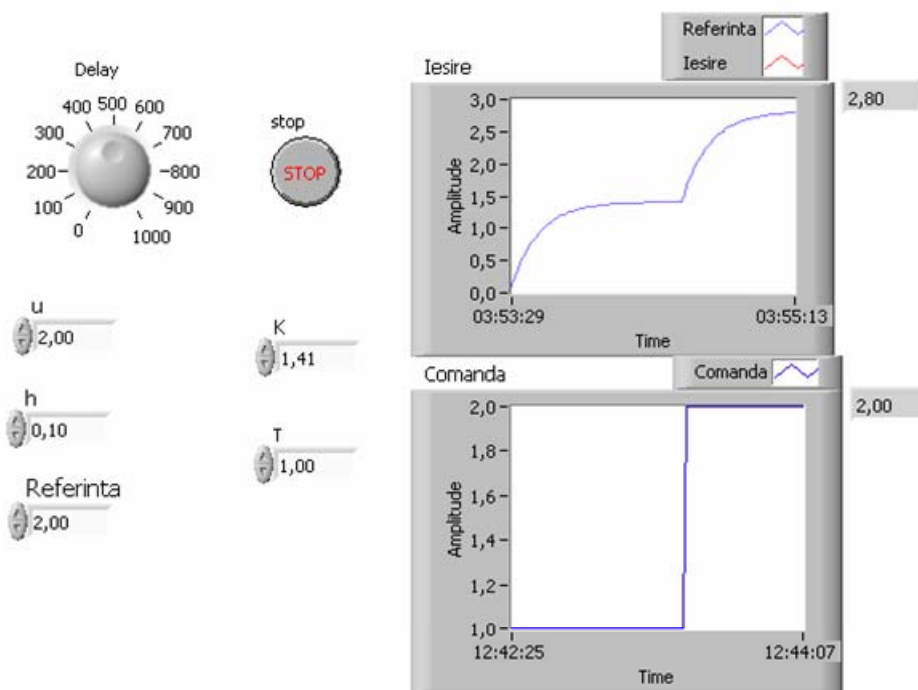 Delay
0
100
200
300
400
500
600
700
800
900
1000
stop
STOP
u
2,00
h
0,10
Referinta
2,00
K
1,41
T
1,00
Iesire
Referinta
Iesire
2,80
Amplitude
3,0
2,5
2,0
1,5
1,0
0,5
0,0
03:53:29
03:55:13
Time
Comanda
Comanda
2,00
Amplitude
2,0
1,8
1,6
1,4
1,2
1,0
12:42:25
12:44:07
Time